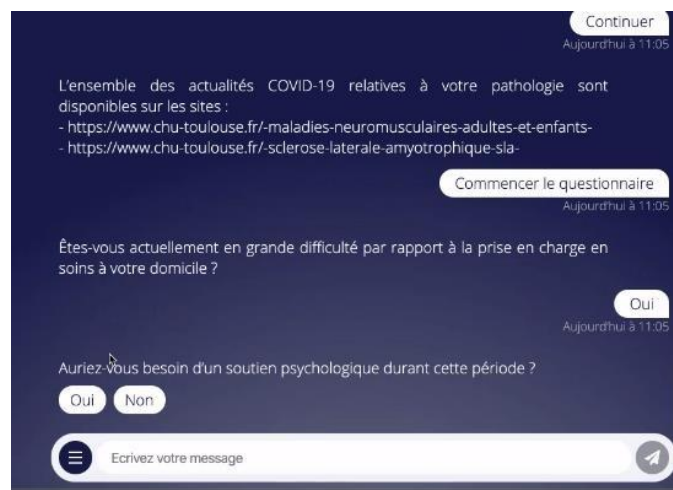 Continuer
Aujourd'hui à 11:05
L'ensemble des actualités COVID-19 relatives à votre pathologie sont
disponibles sur les sites :
- https://www.chu-toulouse.fr/-maladies-neuromusculaires-adultes-et-enfants-
- https://www.chu-toulouse.fr/-sclerose-laterale-amyotrophique-sla-
Commencer le questionnaire
Aujourd'hui à 11:05
Êtes-vous actuellement en grande difficulté par rapport à la prise en charge en
soins à votre domicile ?
Oui
Aujourd'hui à 11:05
Auriez-vous besoin d'un soutien psychologique durant cette période ?
Oui Non
Ecrivez votre message